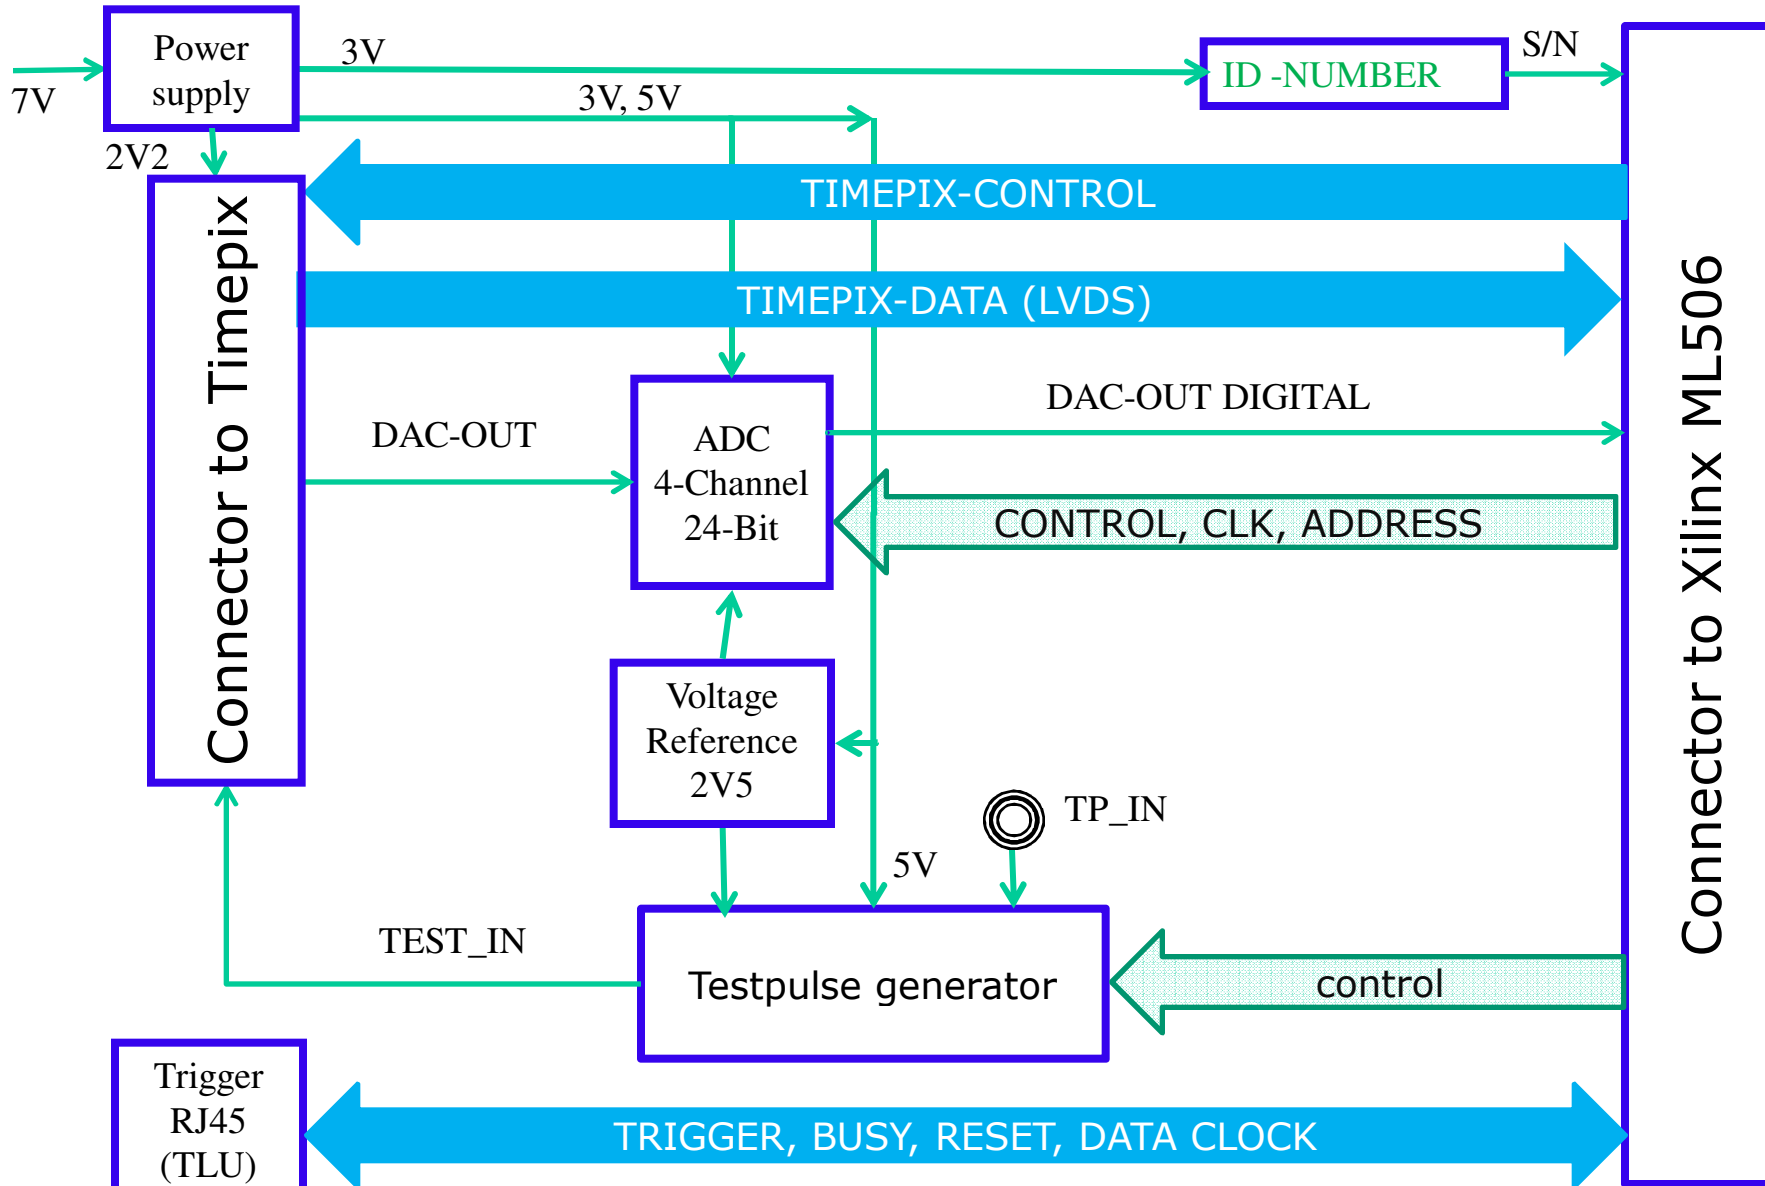 Power
supply
3V
ID -NUMBER
S/N
7V
3V, 5V
2V2
TIMEPIX-CONTROL
Connector to Timepix
TIMEPIX-DATA (LVDS)
Connector to Xilinx ML506
DAC-OUT
ADC
4-Channel
24-Bit
DAC-OUT DIGITAL
CONTROL, CLK, ADDRESS
Voltage
Reference
2V5
TP_IN
5V
TEST_IN
Testpulse generator
control
Trigger
RJ45
(TLU)
TRIGGER, BUSY, RESET, DATA CLOCK